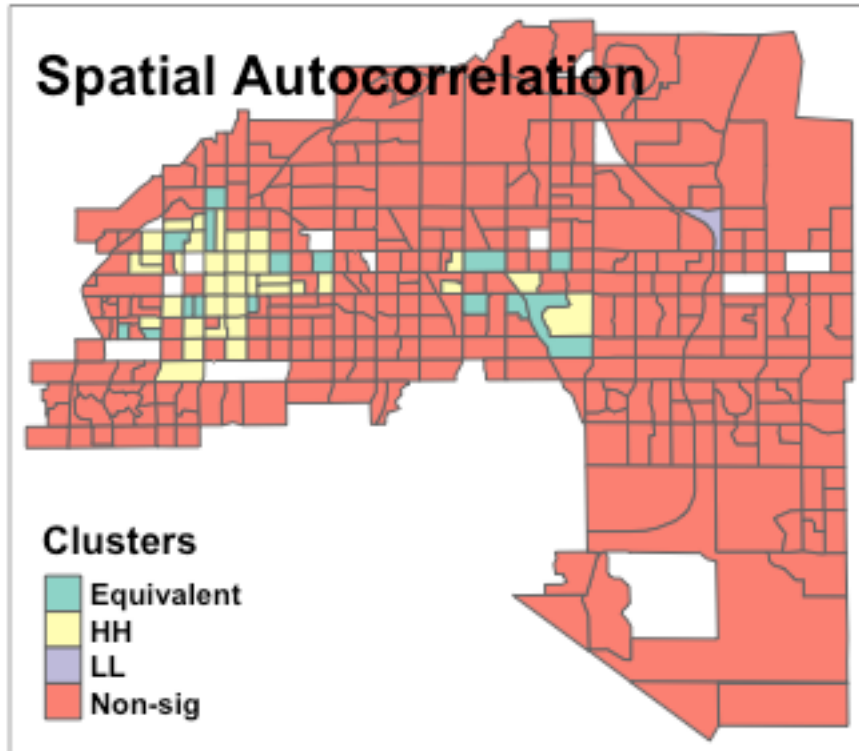 Spatial Autocorrelation
Clusters
Equivalent
HH
LL
Non-sig